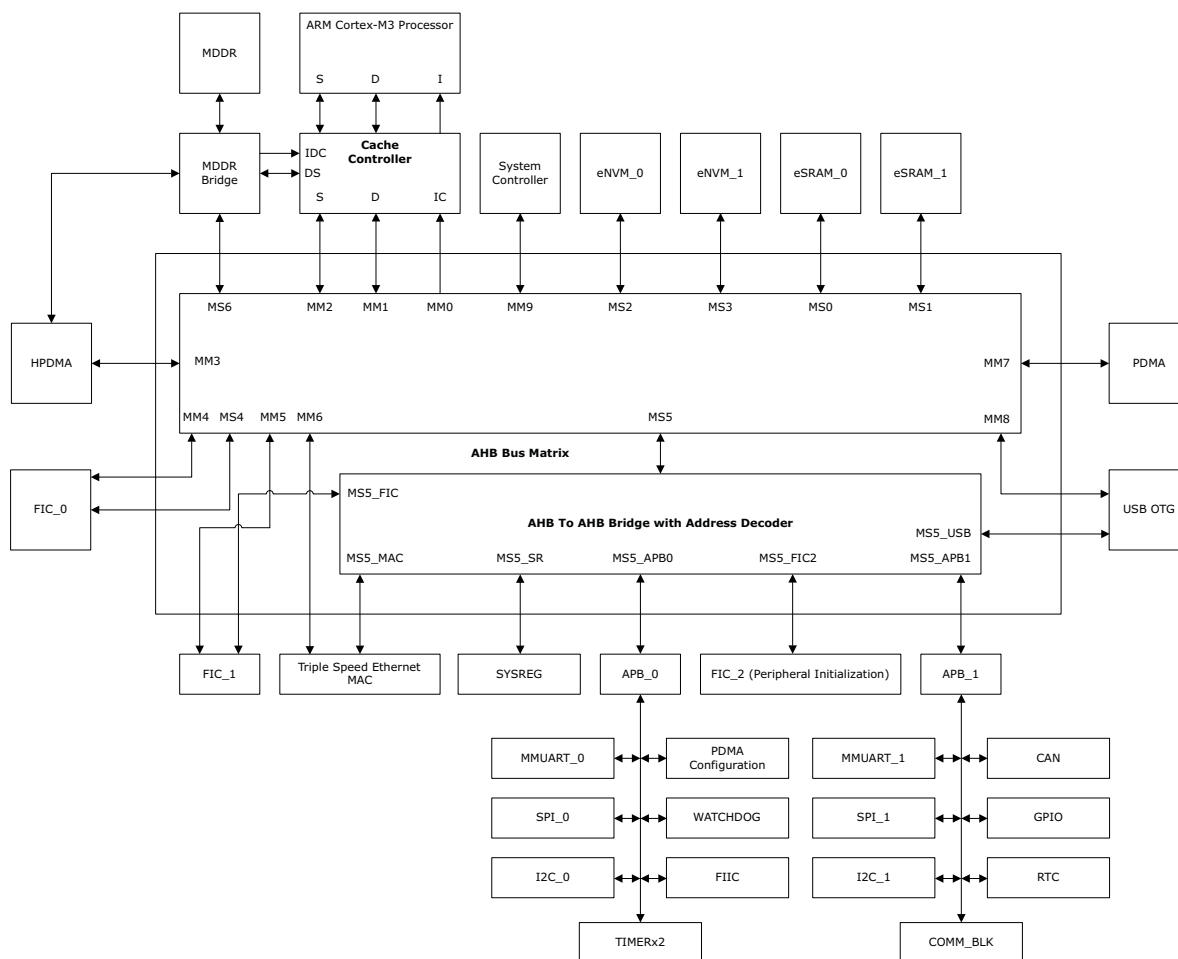 ARM Cortex-M3 Processor
MDDR
S D I
MDDR
Bridge
Cache
Controller
IDC
DS
S D IC
System
Controller
eNVM_0
eNVM_1
eSRAM_0
eSRAM_1
MS6 MM2 MM1 MM0 MM9 MS2 MS3 MS0 MS1
HPDMA
MM3
MM7
PDMA
MM4 MS4 MM5 MM6 MS5 MM8
AHB Bus Matrix
FIC_0
MS5_FIC
AHB To AHB Bridge with Address Decoder
MS5_USB
USB OTG
MS5_MAC MS5_SR MS5_APB0 MS5_FIC2 MS5_APB1
FIC_1
Triple Speed Ethernet
MAC
SYSREG
APB_0
FIC_2 (Peripheral Initialization)
APB_1
MMUART_0
PDMA
Configuration
MMUART_1
CAN
SPI_0
WATCHDOG
SPI_1
GPIO
I2C_0
FIIC
I2C_1
RTC
TIMERx2
COMM_BLK